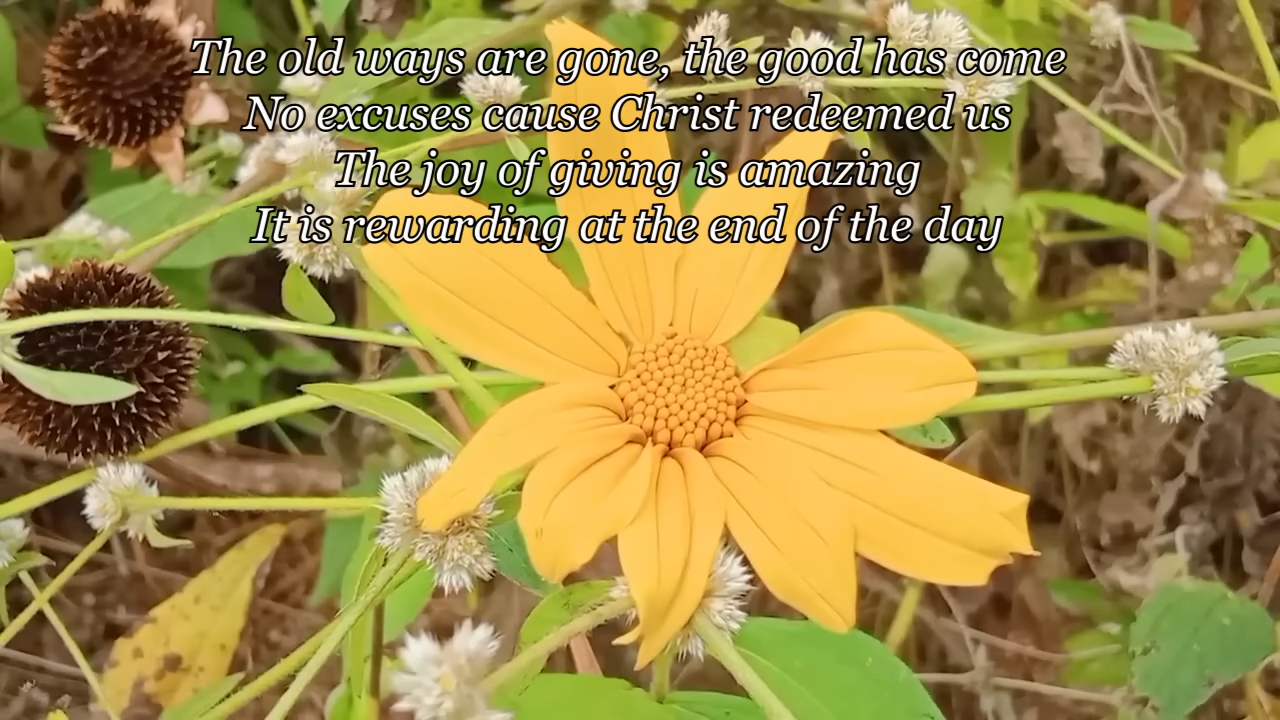 The old ways are gone, the good has come
No excuses cause Christ redeemed us
The joy of giving is amazing
It is rewarding at the end of the day